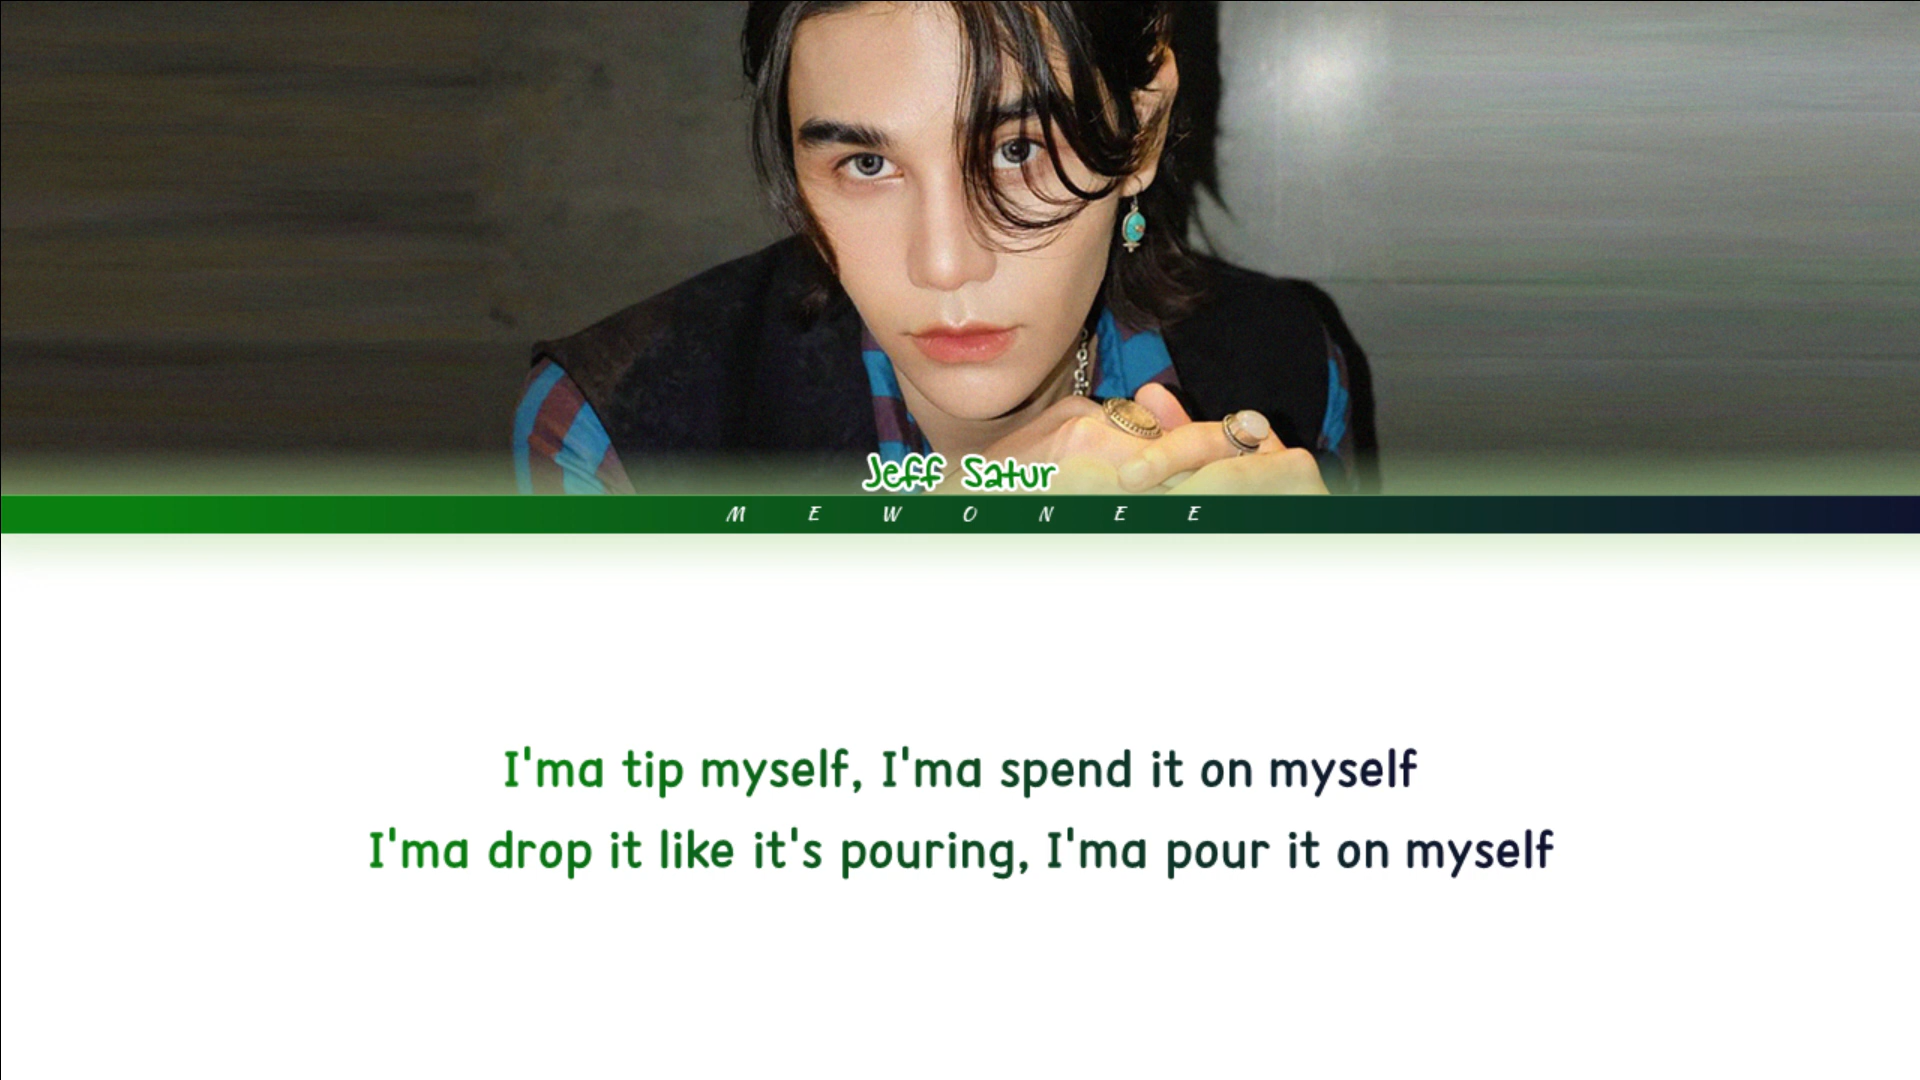 Jeff Satur
MEWONEE
I'ma tip myself, I'ma spend it on myself
I'ma drop it like it's pouring, I'ma pour it on myself